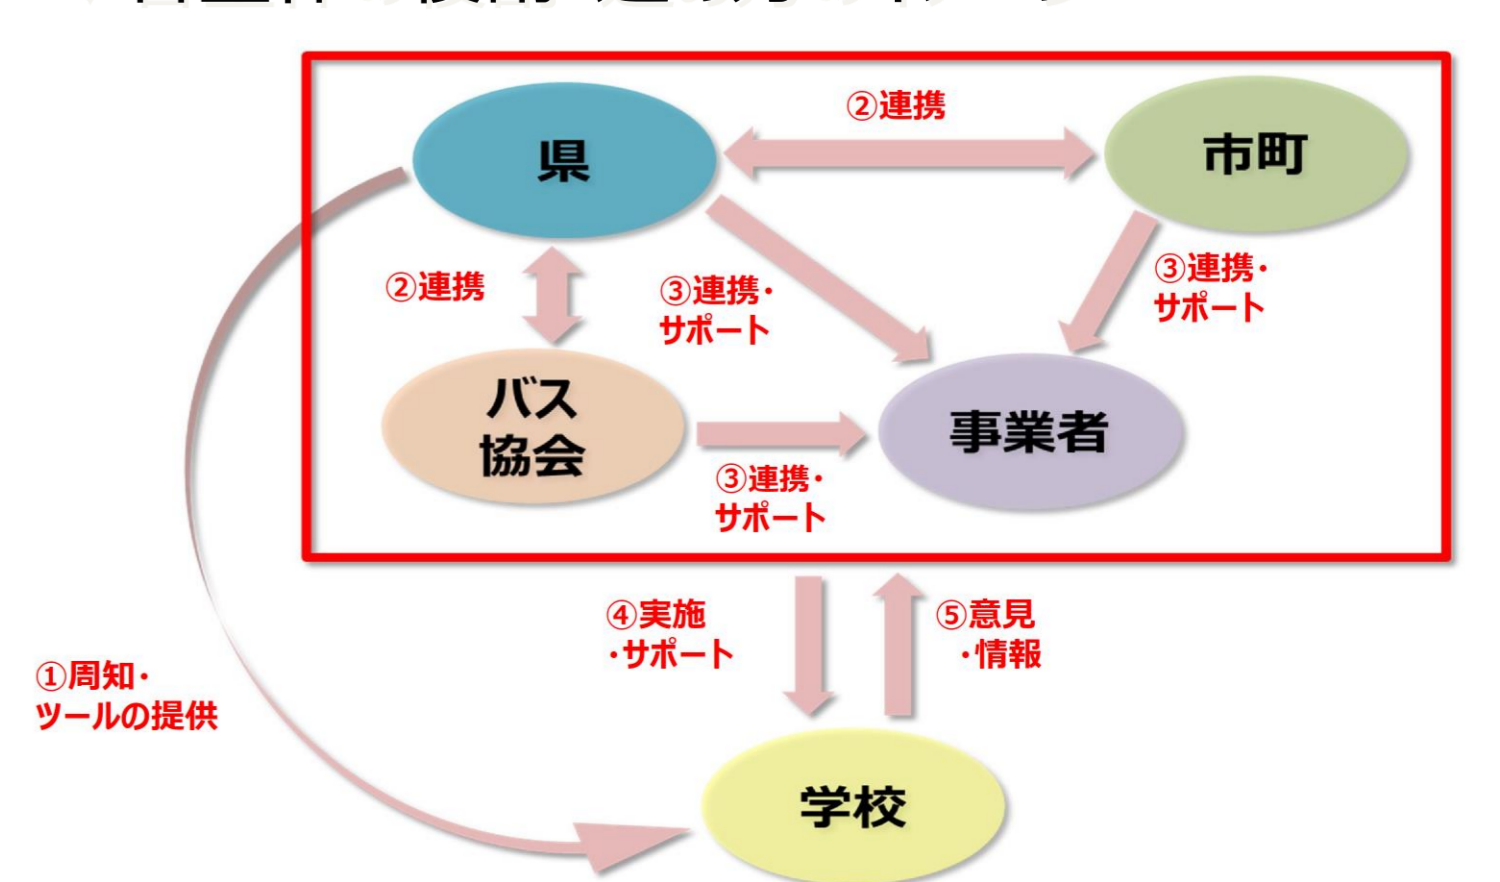 ②連携
県
市町
②連携
③連携・
サポート
③連携・
サポート
バス
協会
事業者
③連携・
サポート
④実施
・サポート
⑤意見
・情報
①周知・
ツールの提供
学校